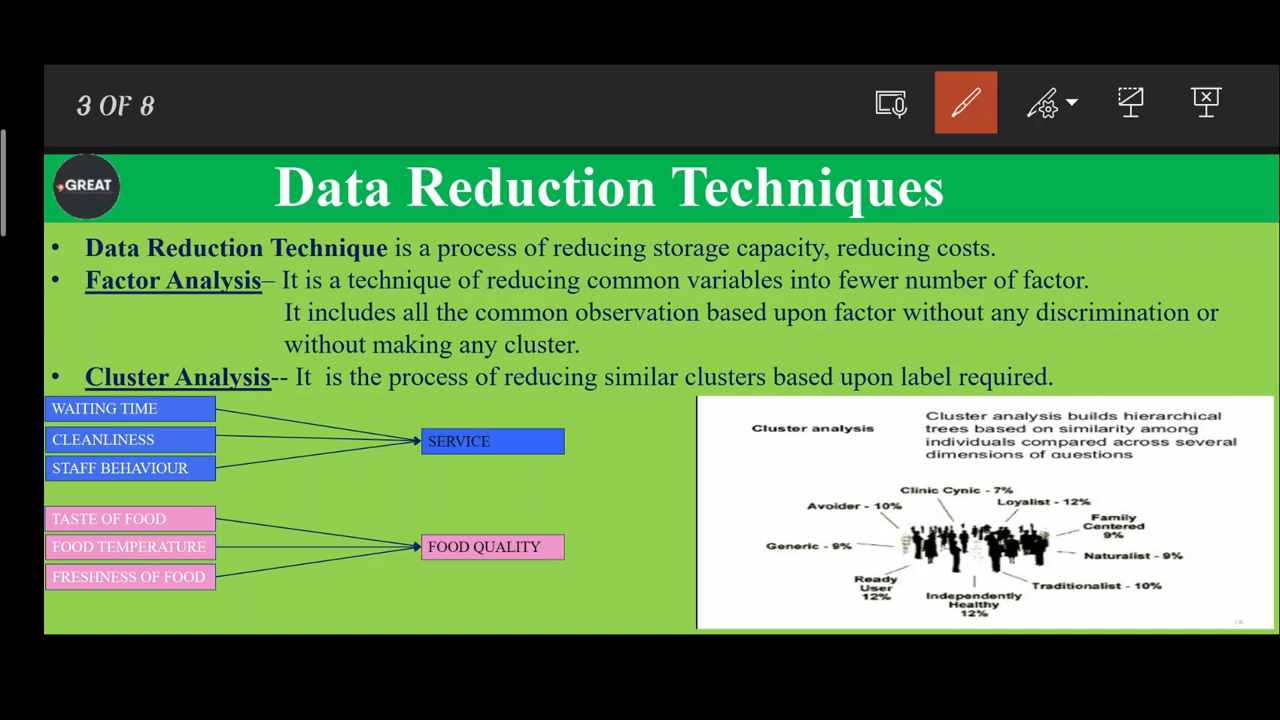 3 OF 8
GREAT
Data Reduction Techniques
• Data Reduction Technique is a process of reducing storage capacity, reducing costs.
• Factor Analysis– It is a technique of reducing common variables into fewer number of factor.
It includes all the common observation based upon factor without any discrimination or
without making any cluster.
• Cluster Analysis-- It is the process of reducing similar clusters based upon label required.
WAITING TIME
CLEANLINESS
STAFF BEHAVIOUR
SERVICE
TASTE OF FOOD
FOOD TEMPERATURE
FRESHNESS OF FOOD
FOOD QUALITY
Cluster analysis
Cluster analysis builds hierarchical
trees based on similarity among
individuals compared across several
dimensions of questions
Clinic Cynic - 7%
Avoider - 10%
Loyalist - 12%
Family
Centered
9%
Generic - 9%
Naturalist - 9%
Ready
User
12%
Traditionalist - 10%
Independently
Healthy
12%